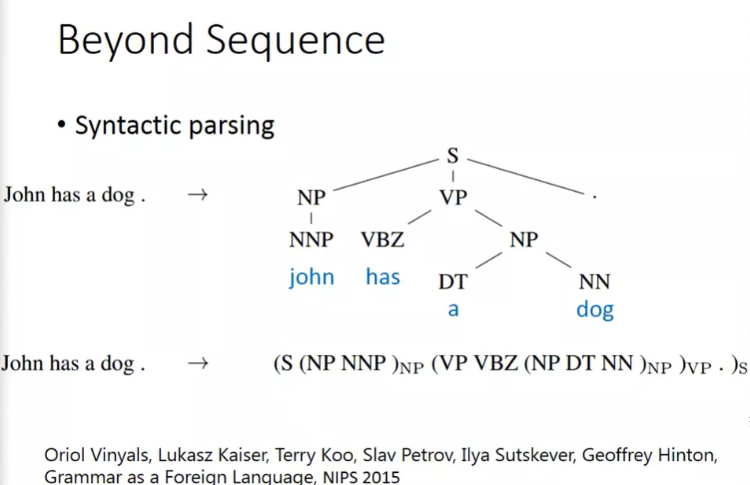 Beyond Sequence
• Syntactic parsing
S
John has a dog . → NP VP .
NNP VBZ NP
john has DT NN
a dog
John has a dog . → (S (NP NNP )NP (VP VBZ (NP DT NN )NP )VP . )S
Oriol Vinyals, Lukasz Kaiser, Terry Koo, Slav Petrov, Ilya Sutskever, Geoffrey Hinton,
Grammar as a Foreign Language, NIPS 2015